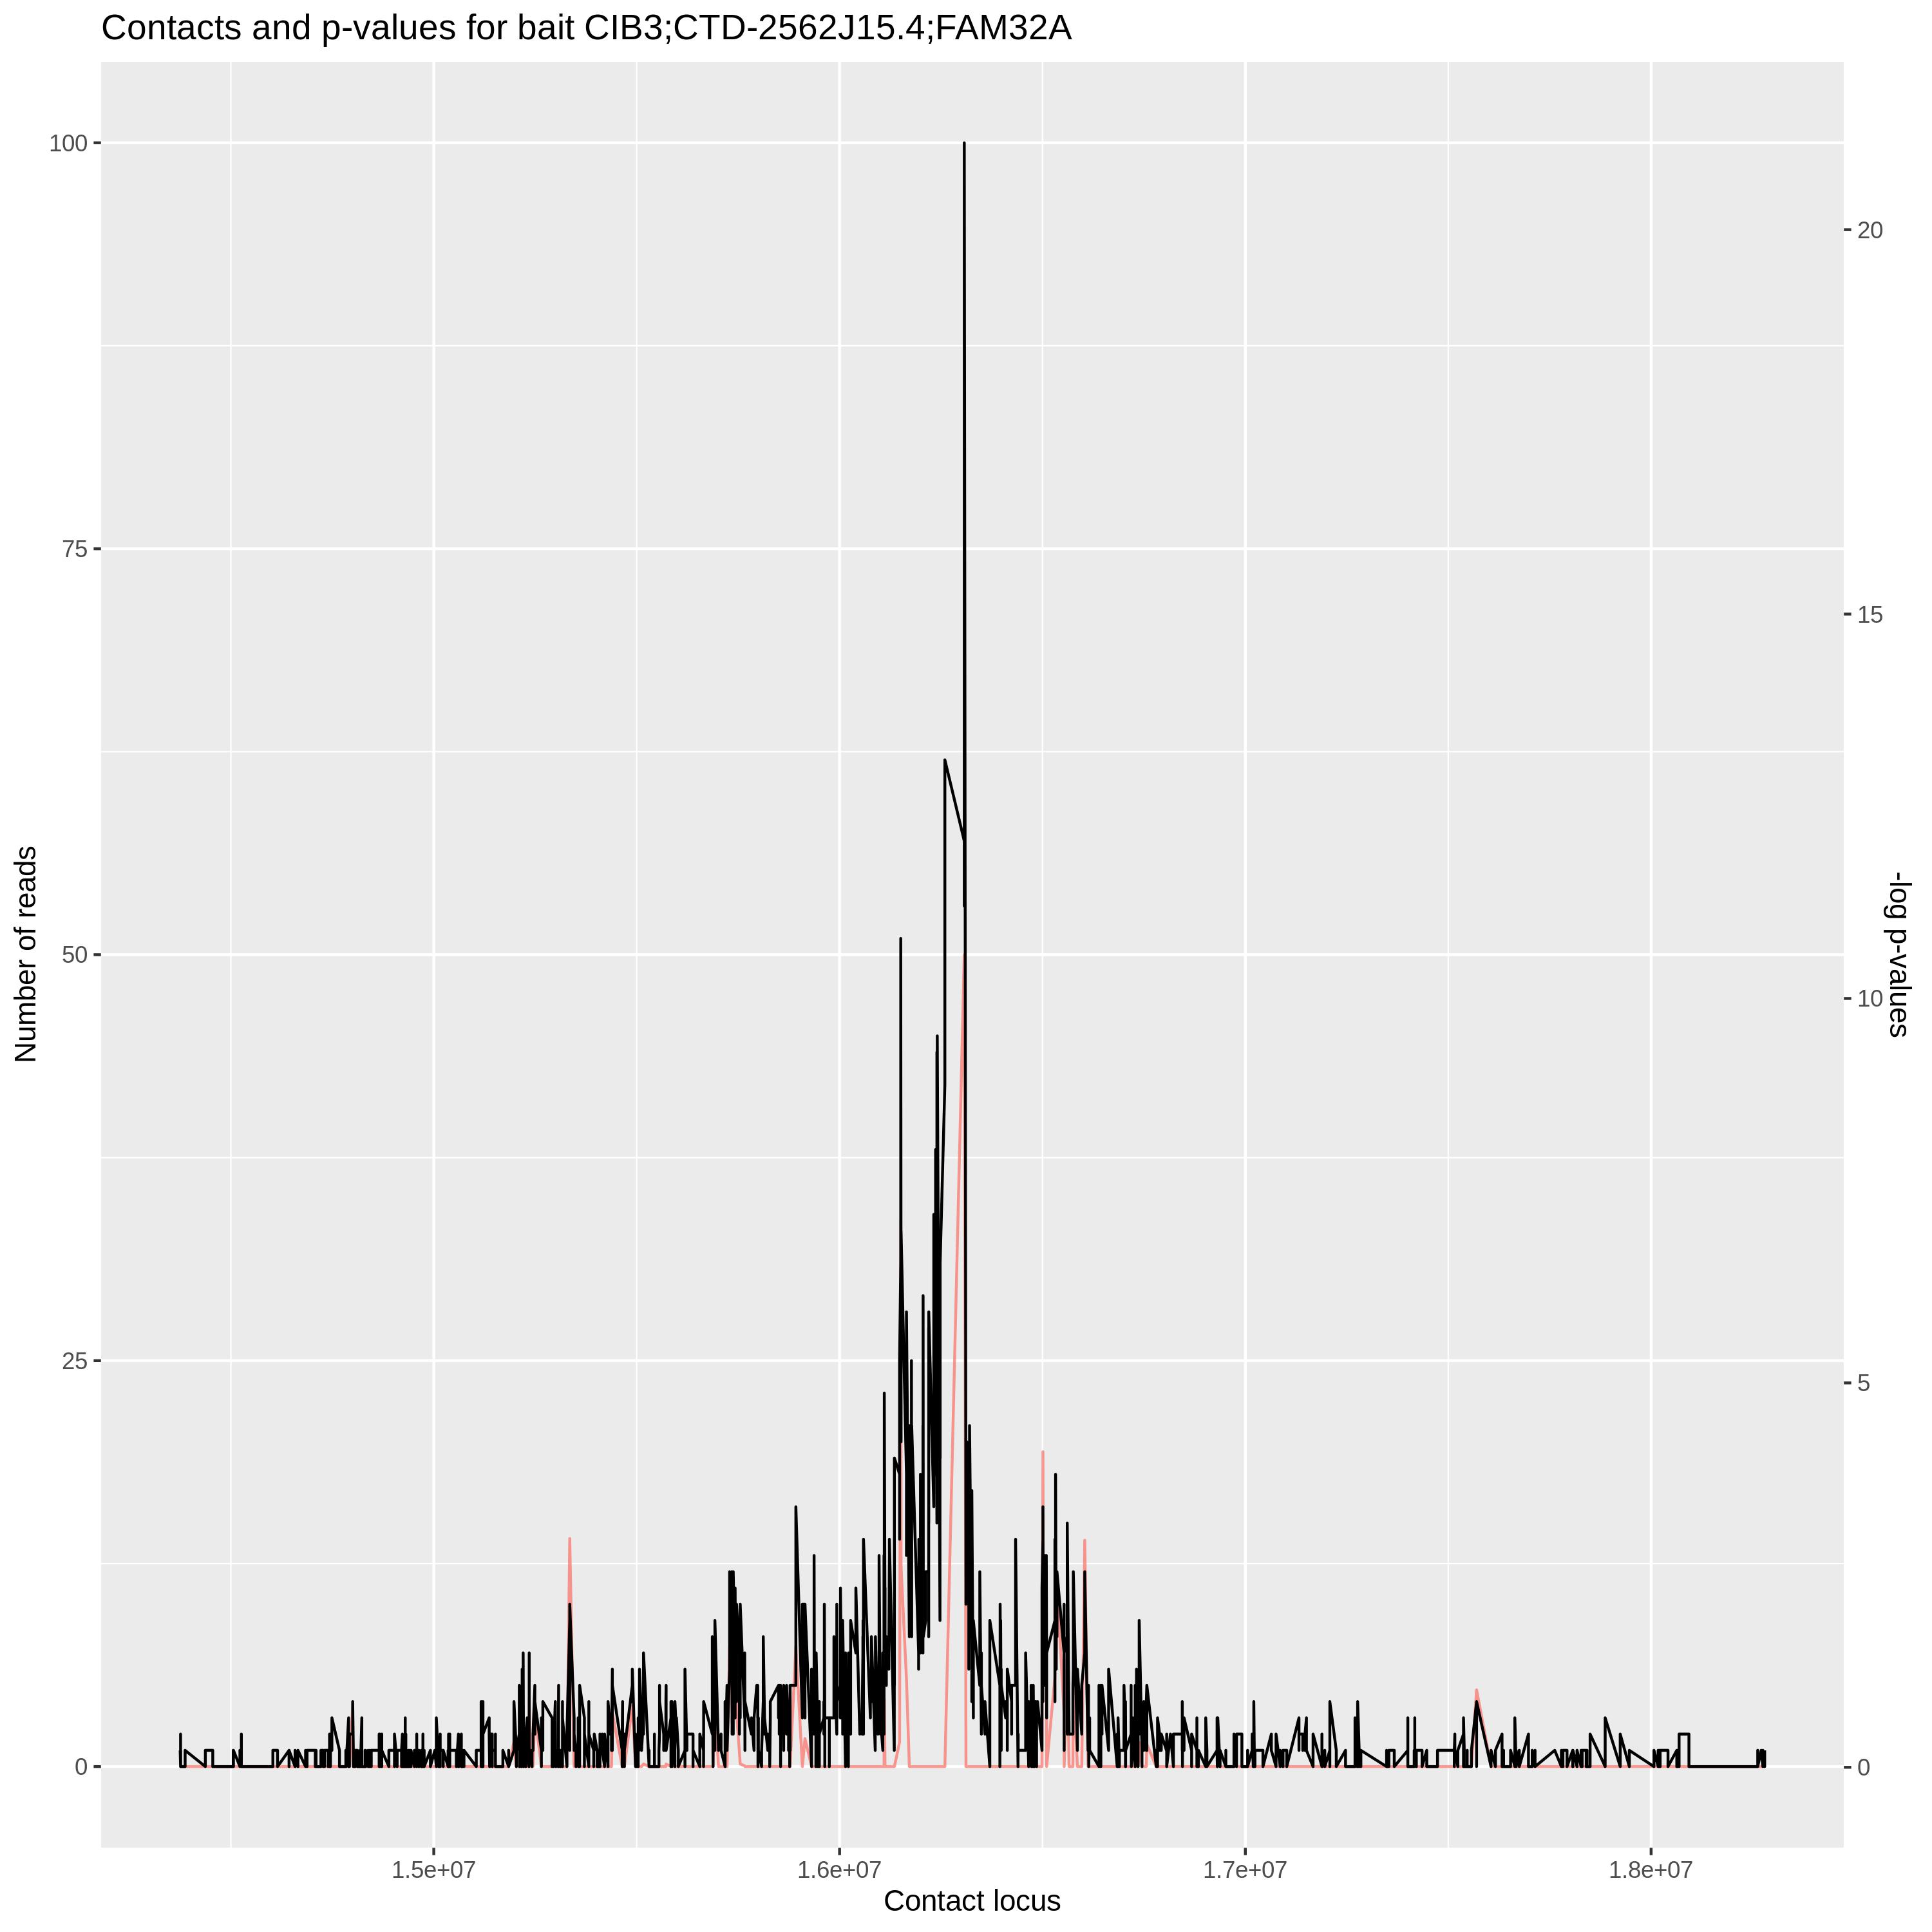 Contacts and p-values for bait CIB3;CTD-2562J15.4;FAM32A
100
75
50
25
0
Number of reads
20
15
10
5
0
-log p-values
1.5e+07
1.6e+07
1.7e+07
1.8e+07
Contact locus